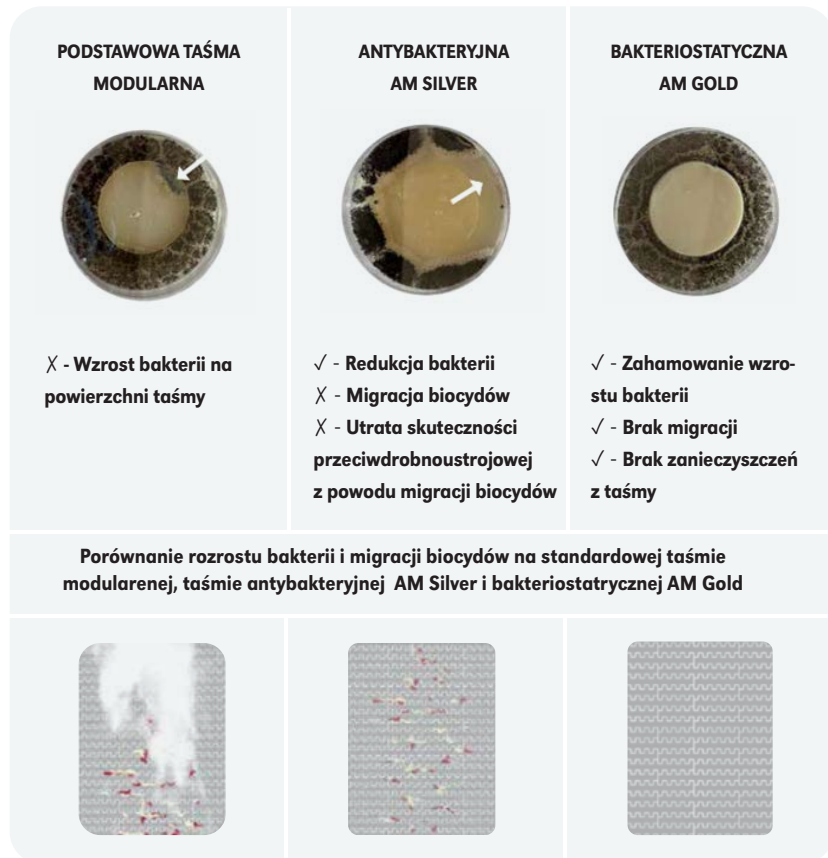 PODSTAWOWA TAŚMA
MODULARNA
ANTYBAKTERYJNA
AM SILVER
BAKTERIOSTATYCZNA
AM GOLD
╳ - Wzrost bakterii na
powierzchni taśmy
✓ - Redukcja bakterii
╳ - Migracja biocydów
╳ - Utrata skuteczności
przeciwdrobnoustrojowej
z powodu migracji biocydów
✓ - Zahamowanie wzro-
stu bakterii
✓ - Brak migracji
✓ - Brak zanieczyszczeń
z taśmy
Porównanie rozrostu bakterii i migracji biocydów na standardowej taśmie
modularenej, taśmie antybakteryjnej AM Silver i bakteriostatrycznej AM Gold